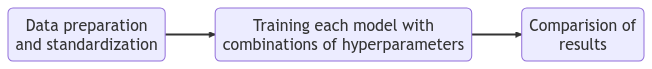 Data preparation
and standardization
Training each model with
combinations of hyperparameters
Comparision of
results